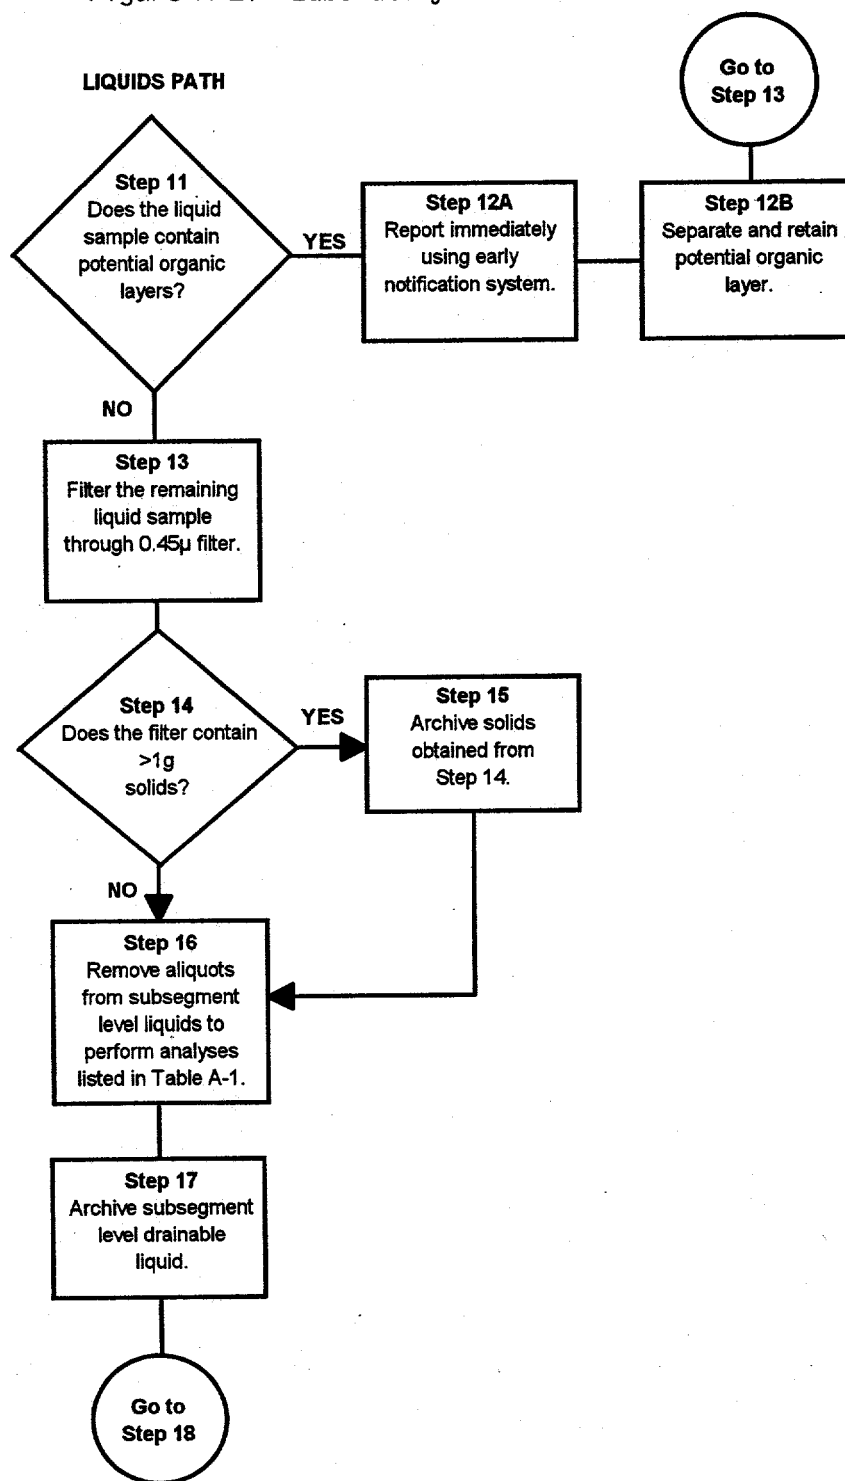 LIQUIDS PATH
Go to
Step 13
Step 11
Does the liquid
sample contain
potential organic
layers?
YES
Step 12A
Report immediately
using early
notification system.
Step 12B
Separate and retain
potential organic
layer.
NO
Step 13
Filter the remaining
liquid sample
through 0.45µ filter.
Step 14
Does the filter contain
>1g
solids?
YES
Step 15
Archive solids
obtained from
Step 14.
NO
Step 16
Remove aliquots
from subsegment
level liquids to
perform analyses
listed in Table A-1.
Step 17
Archive subsegment
level drainable
liquid.
Go to
Step 18